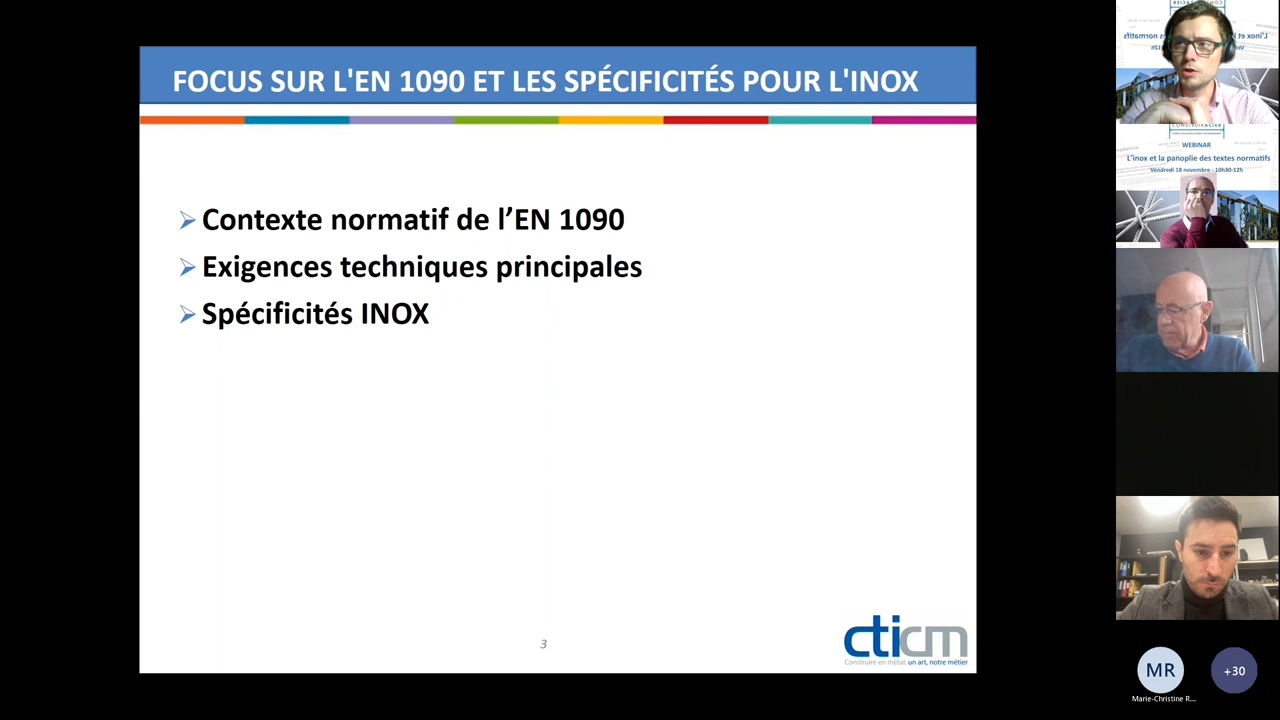 FOCUS SUR L'EN 1090 ET LES SPÉCIFICITÉS POUR L'INOX
Contexte normatif de l’EN 1090
Exigences techniques principales
Spécificités INOX
3
cticm
Construire en métal, un art, notre métier
WEBINAR
L’inox et la panoplie des textes normatifs
Vendredi 18 novembre - 10h30-12h
MR
+30
Marie-Christine R...